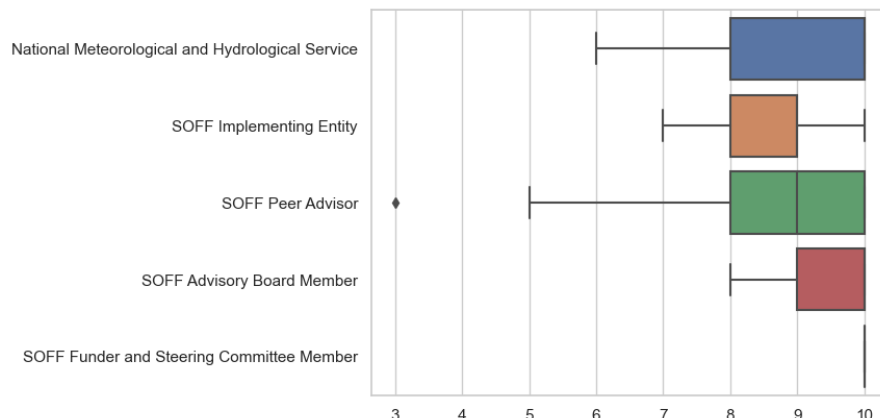 National Meteorological and Hydrological Service
SOFF Implementing Entity
SOFF Peer Advisor
SOFF Advisory Board Member
SOFF Funder and Steering Committee Member
3 4 5 6 7 8 9 10